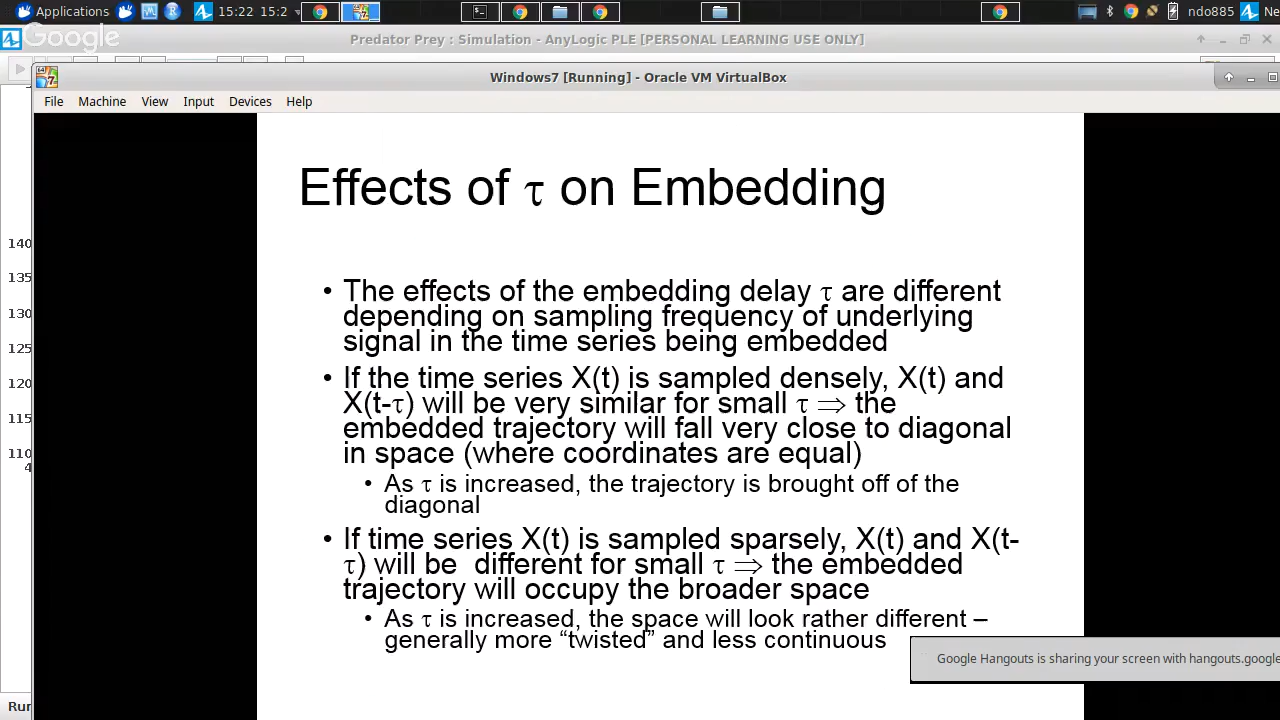 Applications 15:22 15:2 ndo885 Ne
Google
Predator Prey : Simulation - AnyLogic PLE [PERSONAL LEARNING USE ONLY]
Windows7 [Running] - Oracle VM VirtualBox
File Machine View Input Devices Help
Effects of τ on Embedding
140
135
130
125
120
115
110
4
• The effects of the embedding delay τ are different
depending on sampling frequency of underlying
signal in the time series being embedded
• If the time series X(t) is sampled densely, X(t) and
X(t-τ) will be very similar for small τ ⇒ the
embedded trajectory will fall very close to diagonal
in space (where coordinates are equal)
• As τ is increased, the trajectory is brought off of the
diagonal
• If time series X(t) is sampled sparsely, X(t) and X(t-
τ) will be  different for small τ ⇒ the embedded
trajectory will occupy the broader space
• As τ is increased, the space will look rather different –
generally more “twisted” and less continuous
Google Hangouts is sharing your screen with hangouts.google
Run